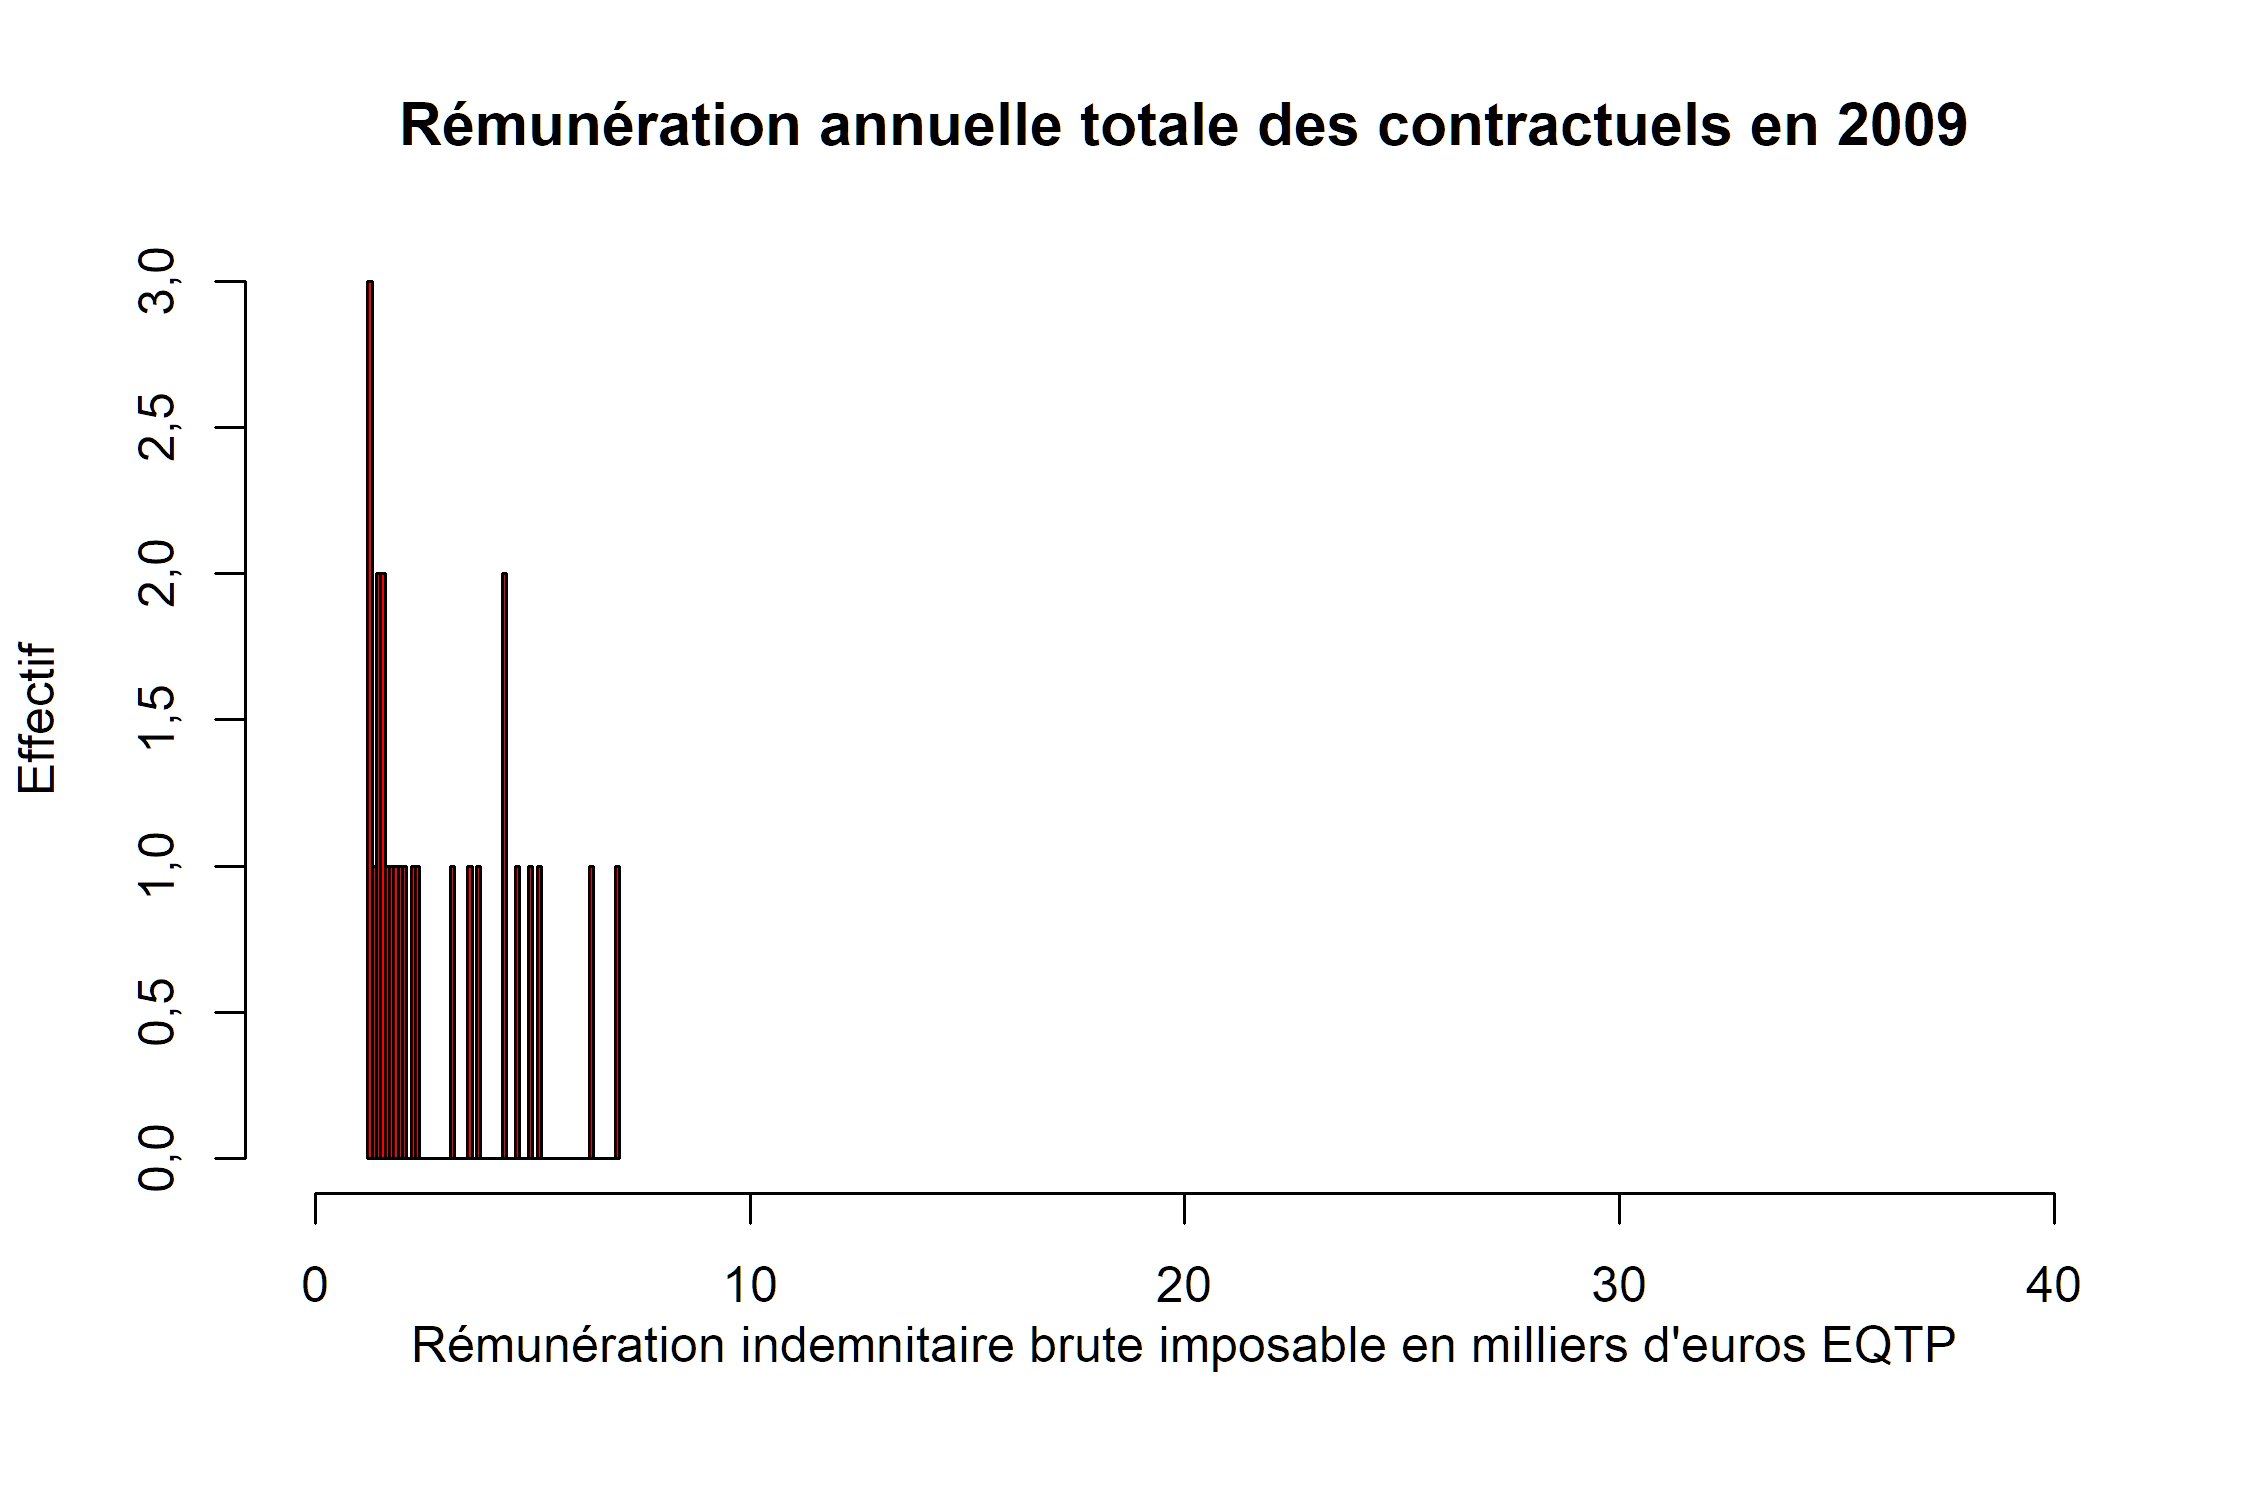 Rémunération annuelle totale des contractuels en 2009
Effectif
3,0
2,5
2,0
1,5
1,0
0,5
0,0
0 10 20 30 40
Rémunération indemnitaire brute imposable en milliers d'euros EQTP